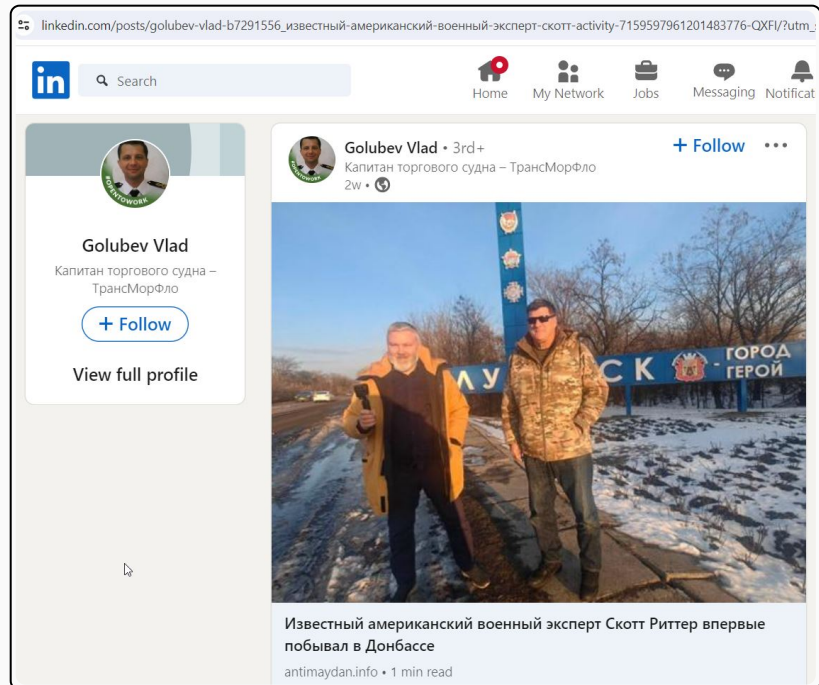 linkedin.com/posts/golubev-vlad-b7291556_известный-американский-военный-эксперт-скотт-activity-7159597961201483776-QXFI/?utm_
in
Search
Home
My Network
Jobs
Messaging
Notificat
Golubev Vlad • 3rd+
+ Follow
Капитан торгового судна – ТрансМорФло
2w •
#OPENTOWORK
Golubev Vlad
Капитан торгового судна –
ТрансМорФло
+ Follow
View full profile
ЛУ СК - ГОРОД
ГЕРОЙ
Известный американский военный эксперт Скотт Риттер впервые
побывал в Донбассе
antimaydan.info • 1 min read